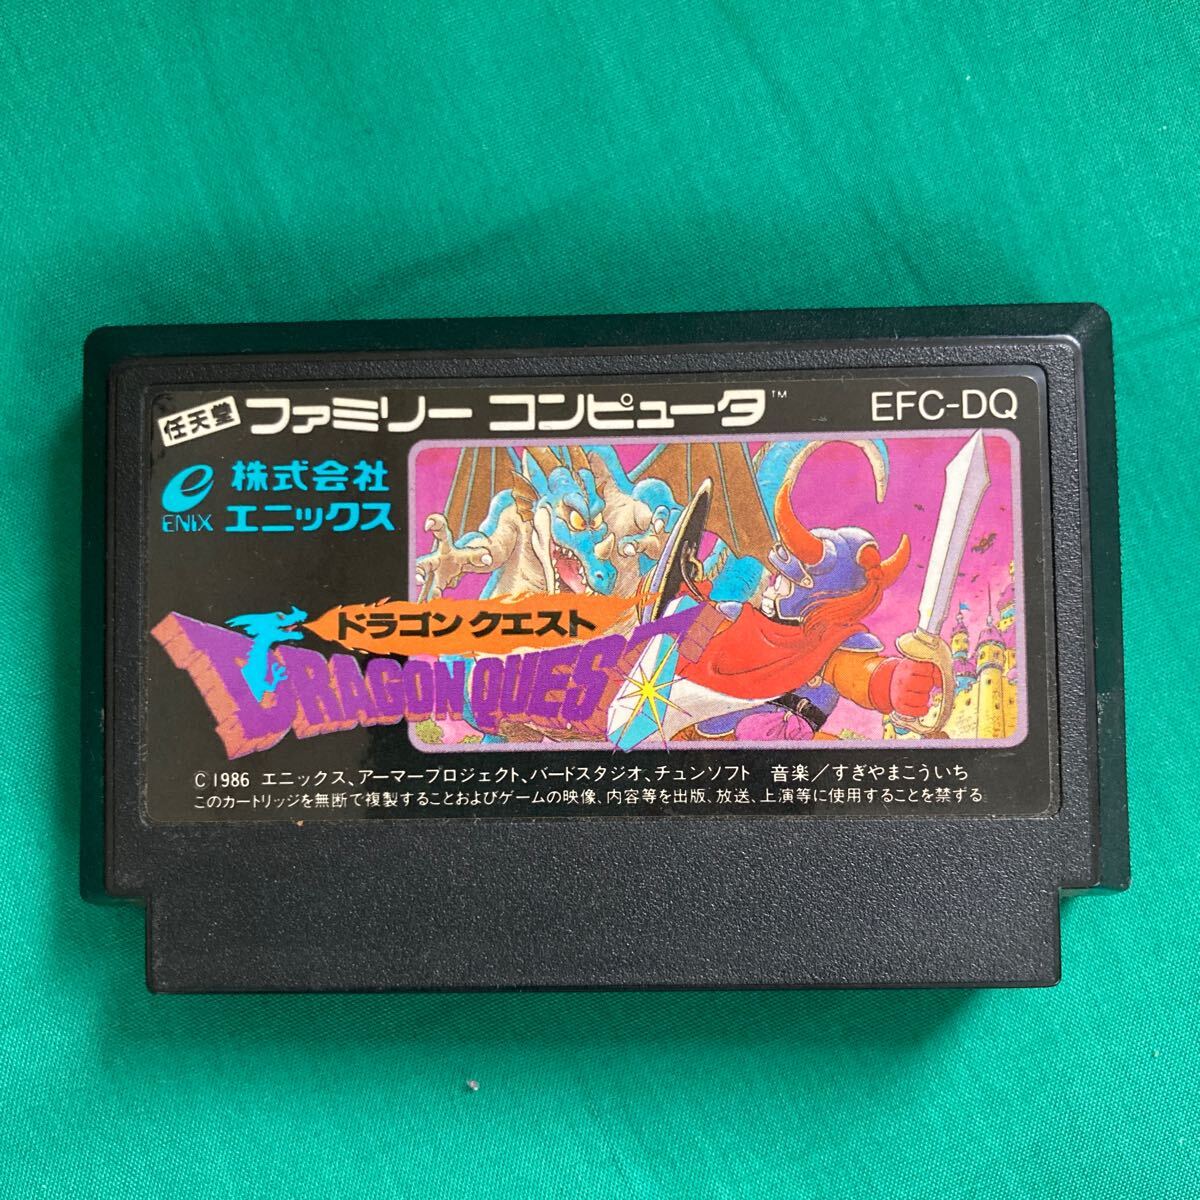 任天堂 ファミリー コンピュータ™ EFC-DQ
e 株式会社
ENIX エニックス
ドラゴンクエスト
DRAGON QUEST
C 1986 エニックス、アーマープロジェクト、バードスタジオ、チュンソフト 音楽/すぎやまこういち
このカートリッジを無断で複製することおよびゲームの映像、内容等を出版、放送、上演等に使用することを禁ずる